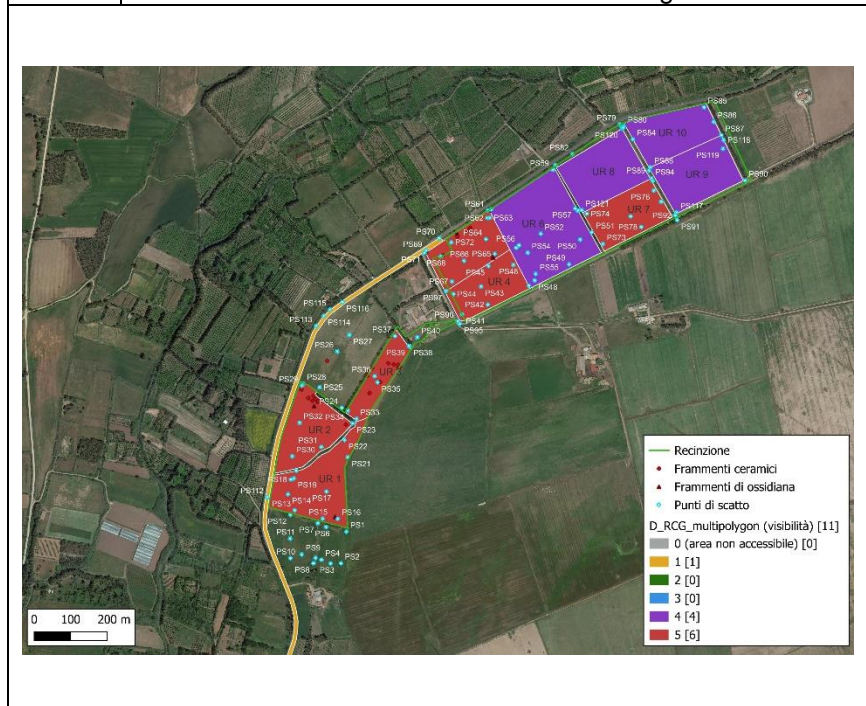 PS85
PS79
PS80
UR 10
PS86
PS120
PS84
PS87
PS118
PS82
PS119
PS59
UR 8
PS89
PS94
UR 9
PS90
PS76
PS61
PS121
UR 7
PS117
PS62
PS63
PS57
PS74
PS92
UR 6
PS78
PS91
PS70
PS64
PS52
PS51
PS72
PS56
PS50
PS73
PS69
PS54
PS71
PS68
PS66
PS65
PS49
PS45
PS46
PS55
PS67
UR 4
PS48
PS97
PS44
PS43
PS42
PS115
PS116
PS96
PS41
PS95
PS113
PS114
PS37
PS40
PS26
PS27
PS39
PS38
PS36
UR 3
PS28
PS25
PS35
PS24
PS32
PS34
PS33
UR 2
PS23
PS31
PS22
PS30
PS21
PS18
PS19
UR 1
PS112
PS14
PS17
PS13
PS12
PS15
PS16
PS7
PS6
PS1
PS11
PS10
PS9
PS4
PS2
PS8
PS3
Recinzione
Frammenti ceramici
Frammenti di ossidiana
Punti di scatto
D_RCG_multipolygon (visibilità) [11]
0 (area non accessibile) [0]
1 [1]
2 [0]
3 [0]
4 [4]
5 [6]
0 100 200 m